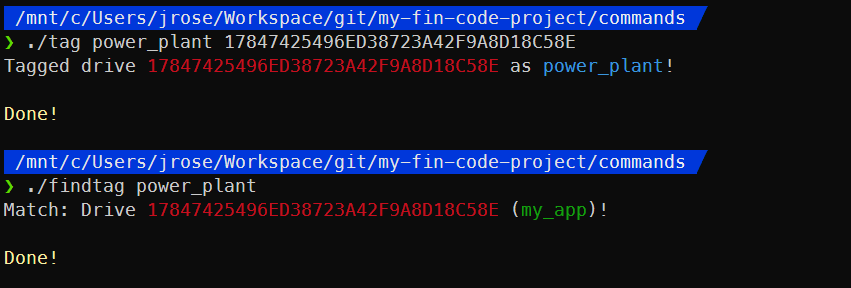 /mnt/c/Users/jrose/Workspace/git/my-fin-code-project/commands
❯ ./tag power_plant 17847425496ED38723A42F9A8D18C58E
Tagged drive 17847425496ED38723A42F9A8D18C58E as power_plant!
Done!
/mnt/c/Users/jrose/Workspace/git/my-fin-code-project/commands
❯ ./findtag power_plant
Match: Drive 17847425496ED38723A42F9A8D18C58E (my_app)!
Done!